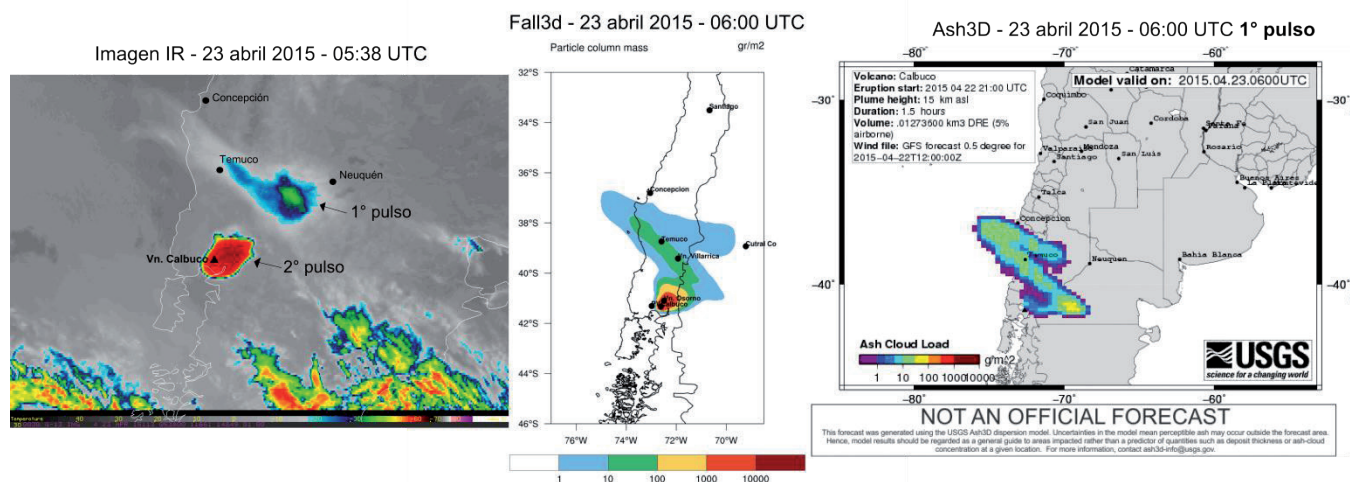 Imagen IR - 23 abril 2015 - 05:38 UTC
Concepción
Temuco
Neuquén
1° pulso
Vn. Calbuco
2° pulso
Temperatura
Fall3d - 23 abril 2015 - 06:00 UTC
Particle column mass
gr/m2
32°S
34°S
36°S
38°S
40°S
42°S
44°S
46°S
Santiago
Concepcion
Temuco
Cutral Co
Vn. Villarrica
Vn. Osorno
76°W
74°W
72°W
70°W
1
10
100
1000
10000
Ash3D - 23 abril 2015 - 06:00 UTC 1° pulso
−80°
−70°
−60°
−30°
−40°
−30°
−40°
Volcano: Calbuco
Eruption start: 2015 04 22 21:00 UTC
Plume height: 15 km asl
Duration: 1.5 hours
Volume: .01273600 km3 DRE (5%
airborne)
Wind file: GFS forecast 0.5 degree for
2015−04−22T12:00:00Z
Model valid on: 2015.04.23.0600UTC
Catamarca
Coquimbo
San Juan
Cordoba
Santa Fe
Valparaiso
Mendoza
Santiago
San Luis
Rosario
Buenos Aires
Talca
Concepcion
Temuco
Neuquen
Bahia Blanca
Ash Cloud Load
g/m^2
1 10 100 1000 10000
USGS
science for a changing world
NOT AN OFFICIAL FORECAST
This forecast was generated using the USGS Ash3D dispersion model. Uncertainties in the model mean perceptible ash may occur outside the forecast area.
Hence, model results should be regarded as a general guide to areas impacted rather than a predictor of quantities such as deposit thickness or ash-cloud
concentration at a given location. For more information, contact ash3d-info@usgs.gov.